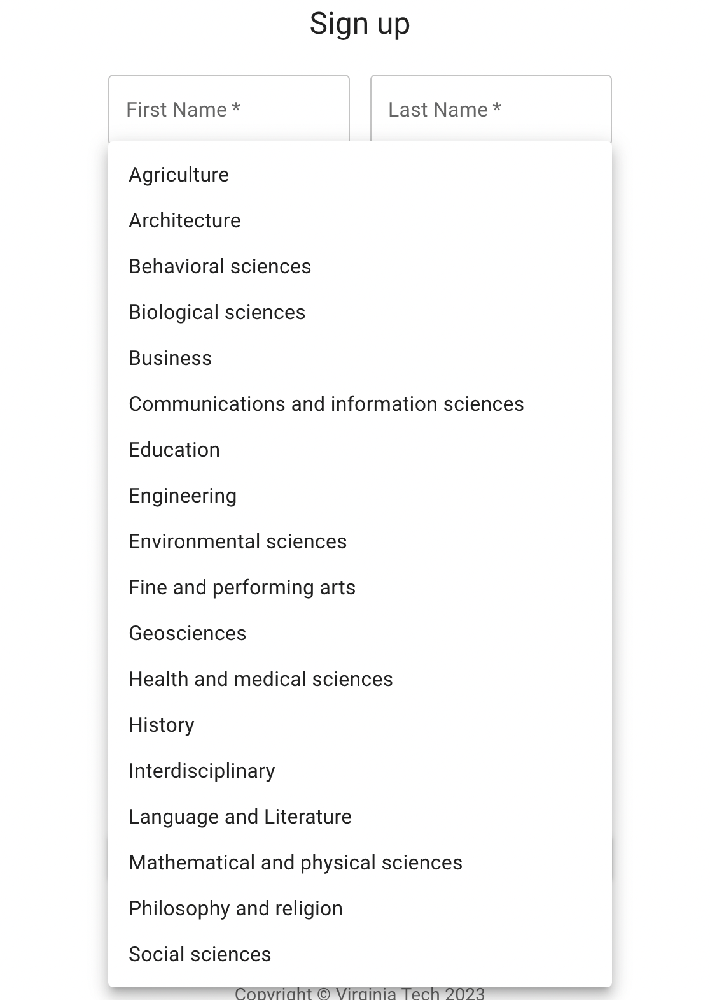 Sign up
First Name *
Last Name *
Agriculture
Architecture
Behavioral sciences
Biological sciences
Business
Communications and information sciences
Education
Engineering
Environmental sciences
Fine and performing arts
Geosciences
Health and medical sciences
History
Interdisciplinary
Language and Literature
Mathematical and physical sciences
Philosophy and religion
Social sciences
Copyright © Virginia Tech 2023